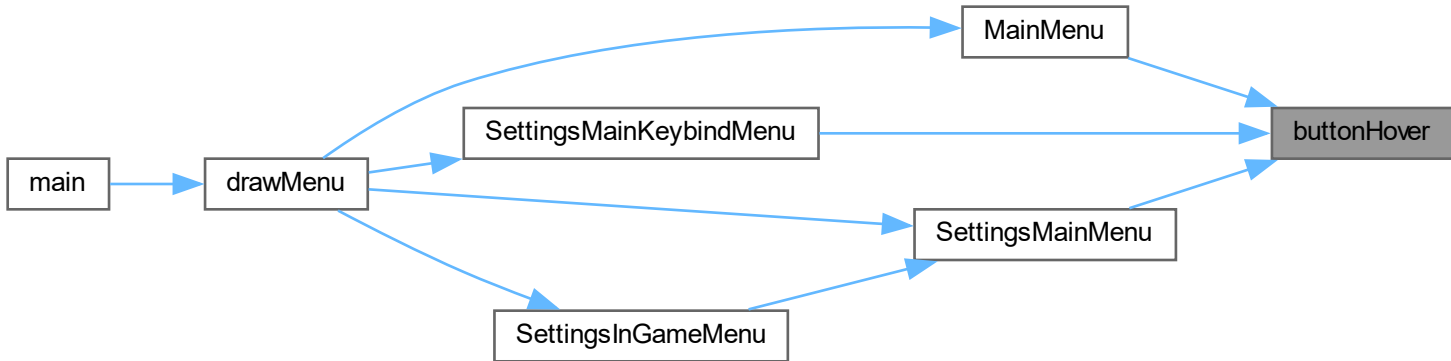 MainMenu
SettingsMainKeybindMenu
buttonHover
main
drawMenu
SettingsMainMenu
SettingsInGameMenu